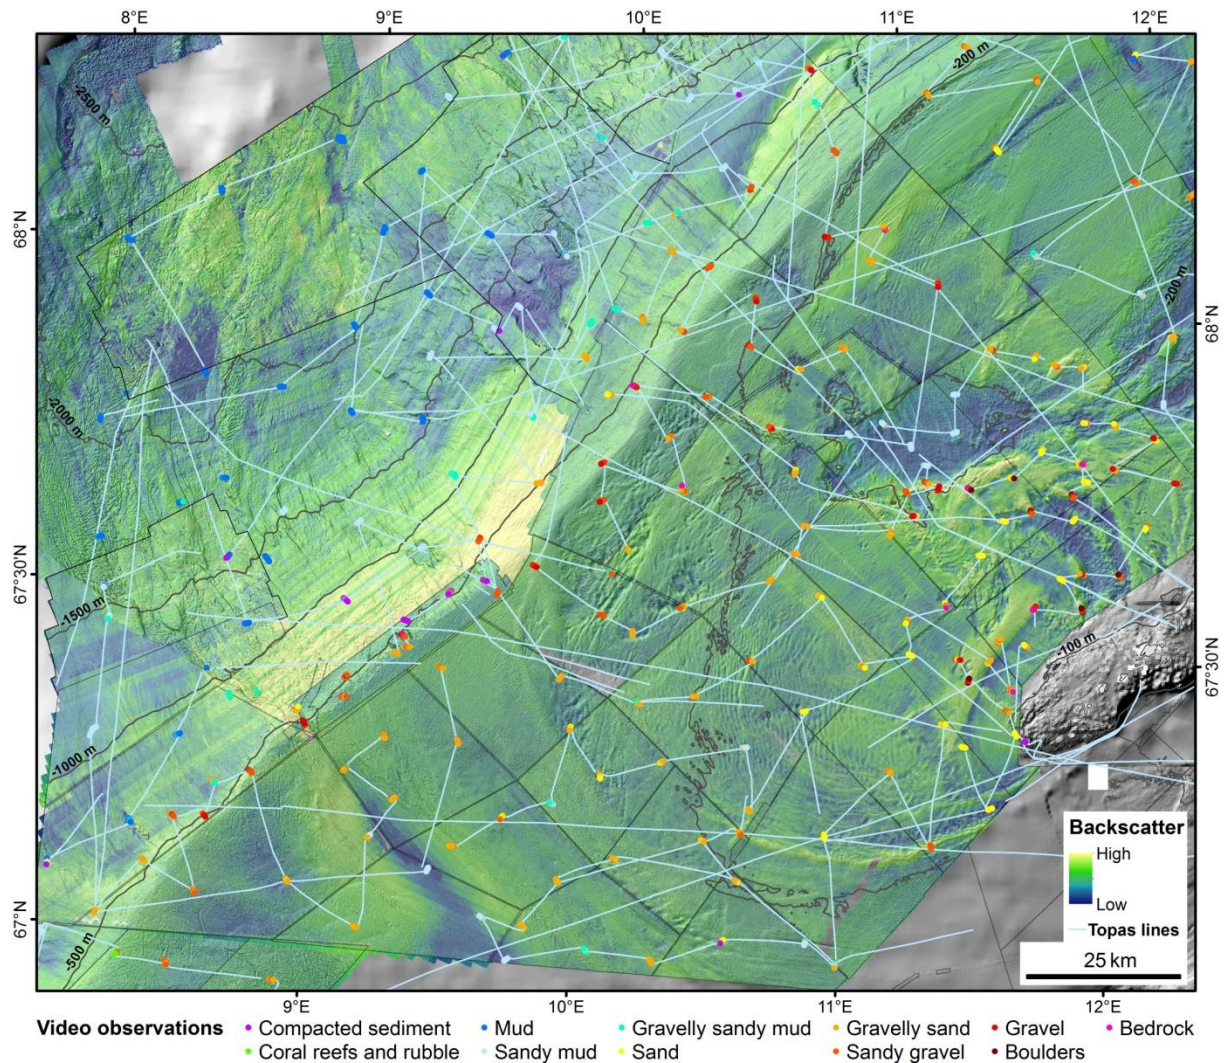 8°E 9°E 10°E 11°E 12°E
-200 m
-2500 m
68°N
-200 m
68°N
-2000 m
67°30'N
-1500 m
-100 m
67°30'N
-1000 m
Backscatter
High
Low
Topas lines
67°N
-500 m
25 km
9°E 10°E 11°E 12°E
Video observations Compacted sediment Mud Gravelly sandy mud Gravelly sand Gravel Bedrock
Coral reefs and rubble Sandy mud Sand Sandy gravel Boulders